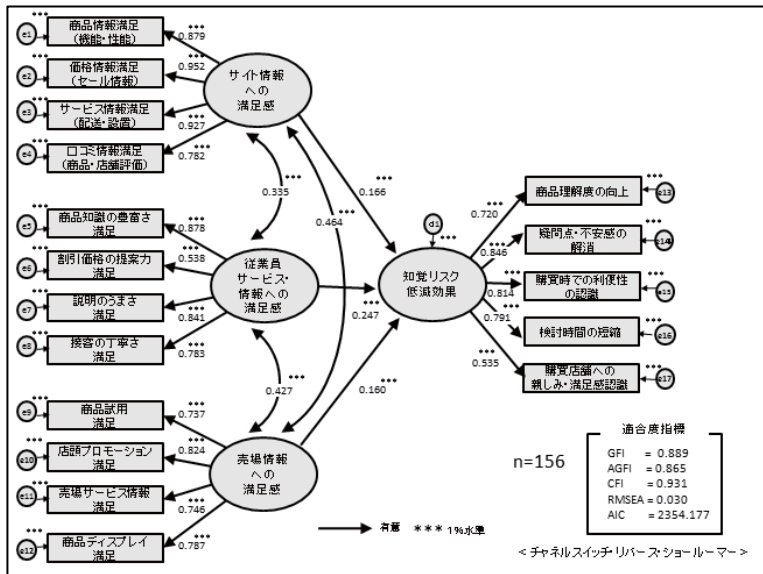 e1
***
商品情報満足
(機能・性能)
***
0.879
e2
***
価格情報満足
(セール情報)
***
0.952
e3
***
サービス情報満足
(配送・設置)
***
0.927
e4
***
口コミ情報満足
(商品・店舗評価)
***
0.782
サイト情報
への
満足感
e5
***
商品知識の豊富さ
満足
***
0.878
e6
***
割引価格の提案力
満足
***
0.538
e7
***
説明のうまさ
満足
***
0.841
e8
***
接客の丁寧さ
満足
***
0.783
従業員
サービス・
情報への
満足感
e9
***
商品試用
満足
***
0.737
e10
***
店頭プロモーション
満足
***
0.824
e11
***
売場サービス情報
満足
***
0.746
e12
***
商品ディスプレイ
満足
***
0.787
売場情報
への
満足感
***
0.335
***
0.464
***
0.427
***
0.166
***
0.247
***
0.160
d1
***
知覚リスク
低減効果
***
0.720
商品理解度の向上
***
e13
***
0.846
疑問点・不安感の
解消
***
e14
***
0.814
購買時での利便性
の認識
***
e15
***
0.791
検討時間の短縮
***
e16
***
0.535
購買店舗への
親しみ・満足感認識
***
e17
n=156
適合度指標
GFI = 0.889
AGFI = 0.865
CFI = 0.931
RMSEA = 0.030
AIC = 2354.177
有意 *** 1%水準
<チャネルスイッチ・リバース・ショールーマー>